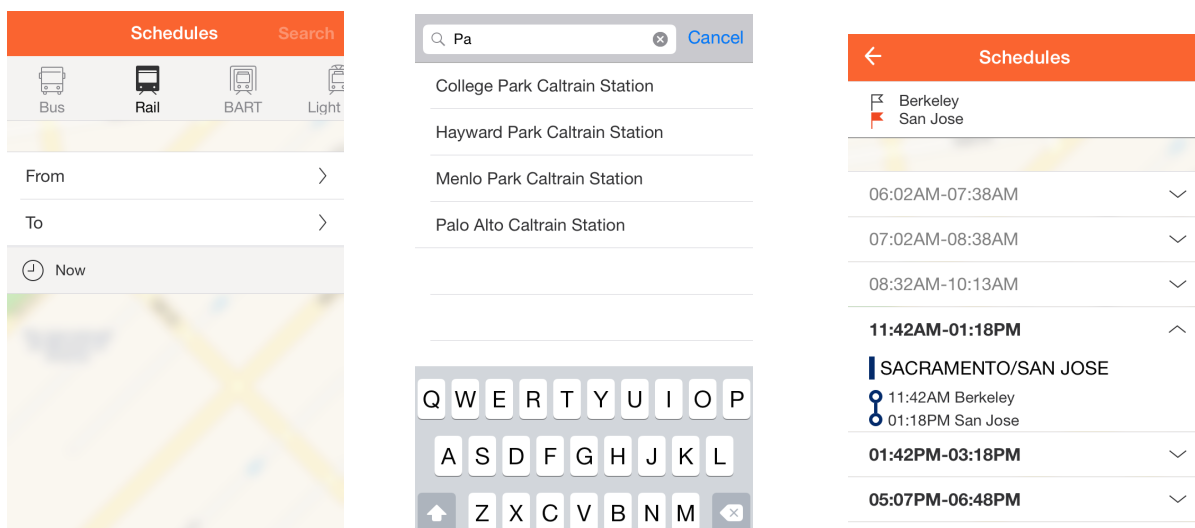 Schedules
Search
Bus
Rail
BART
Light
From
To
Now
Pa
Cancel
College Park Caltrain Station
Hayward Park Caltrain Station
Menlo Park Caltrain Station
Palo Alto Caltrain Station
Q W E R T Y U I O P
A S D F G H J K L
Z X C V B N M
Schedules
Berkeley
San Jose
06:02AM-07:38AM
07:02AM-08:38AM
08:32AM-10:13AM
11:42AM-01:18PM
SACRAMENTO/SAN JOSE
11:42AM Berkeley
01:18PM San Jose
01:42PM-03:18PM
05:07PM-06:48PM